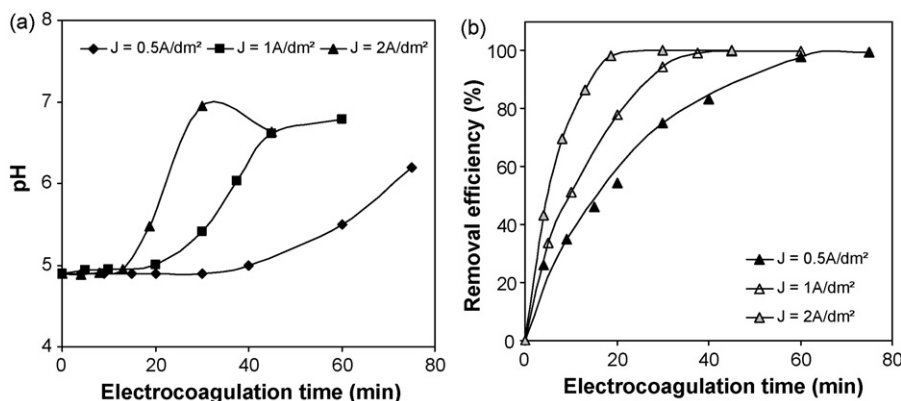 (a)
J = 0.5A/dm² J = 1A/dm² J = 2A/dm²
8
7
6
5
4
pH
0 20 40 60 80
Electrocoagulation time (min)
(b)
100
80
60
40
20
0
Removal efficiency (%)
J = 0.5A/dm²
J = 1A/dm²
J = 2A/dm²
0 20 40 60 80
Electrocoagulation time (min)